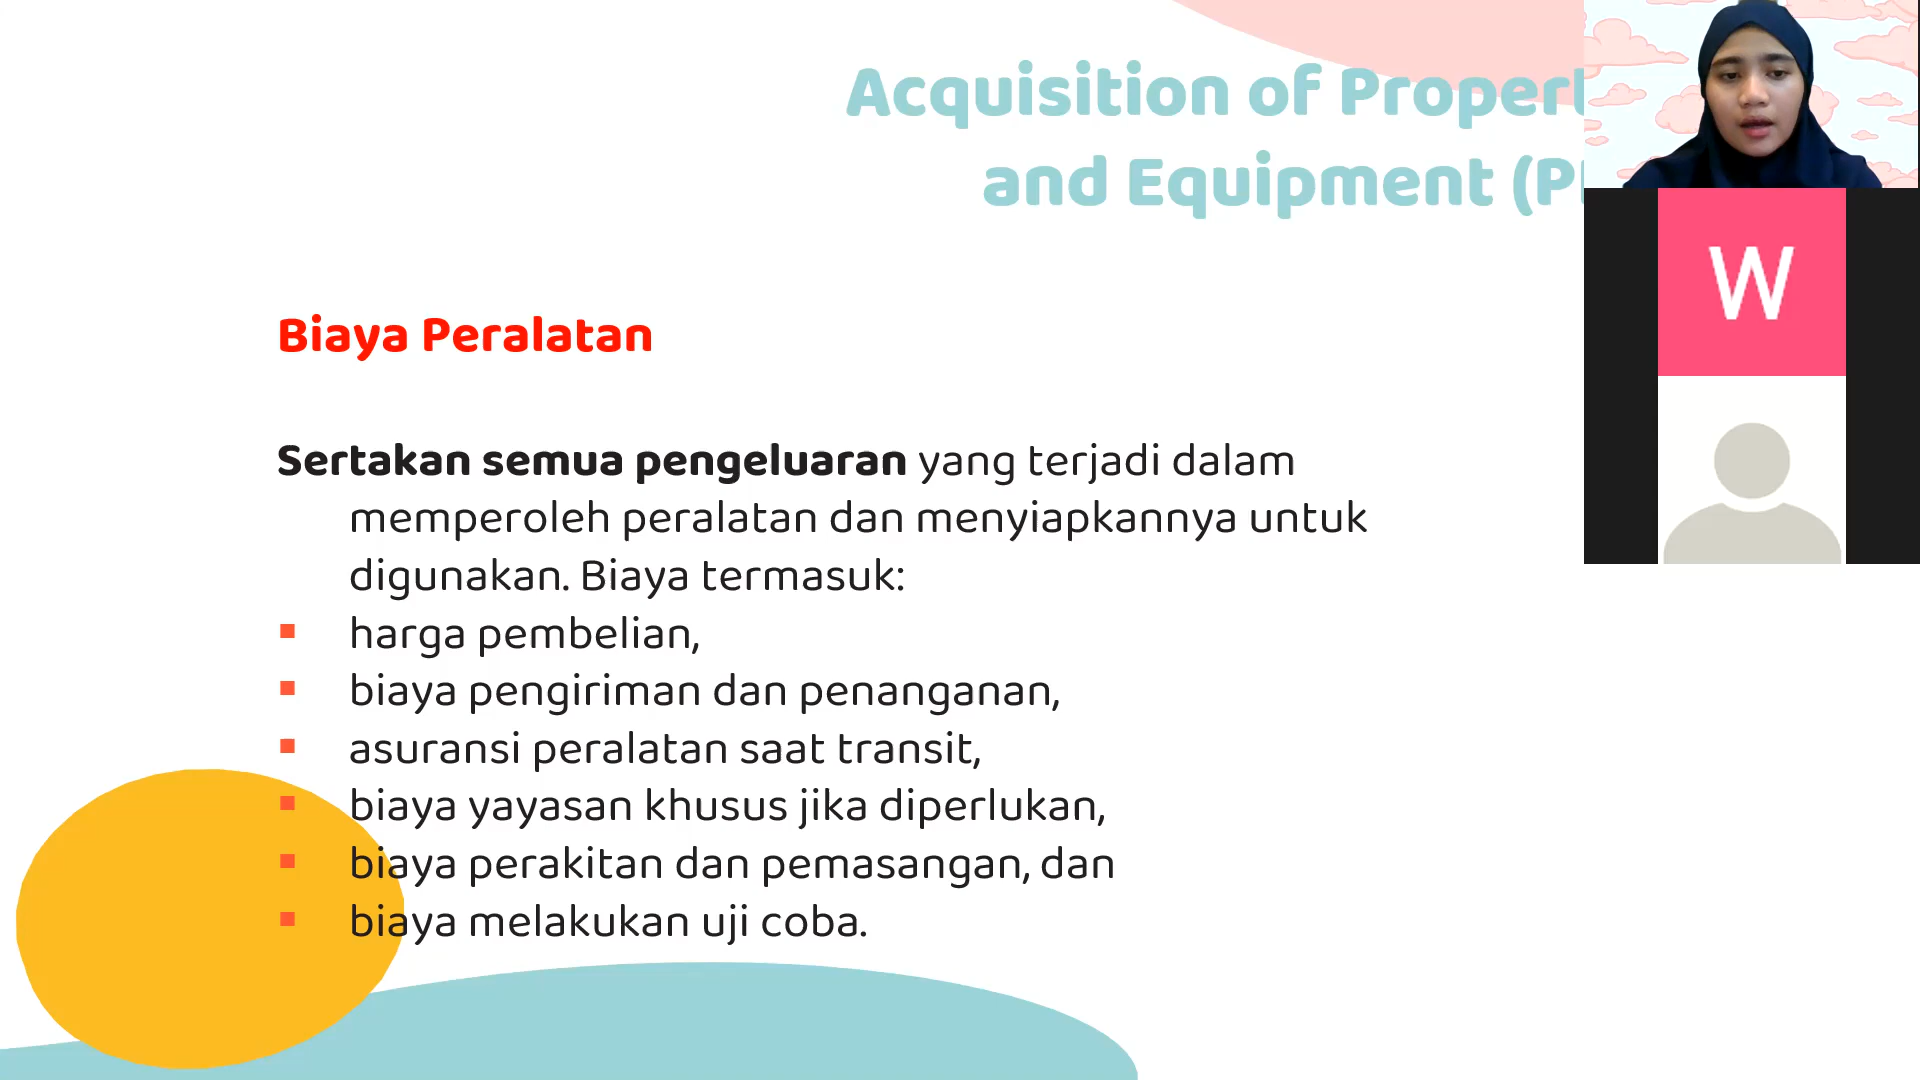 Acquisition of
and Equipment
W
Biaya Peralatan
Sertakan semua pengeluaran yang terjadi dalam
memperoleh peralatan dan menyiapkannya untuk
digunakan. Biaya termasuk:
harga pembelian,
biaya pengiriman dan penanganan,
asuransi peralatan saat transit,
biaya yayasan khusus jika diperlukan,
biaya perakitan dan pemasangan, dan
biaya melakukan uji coba.